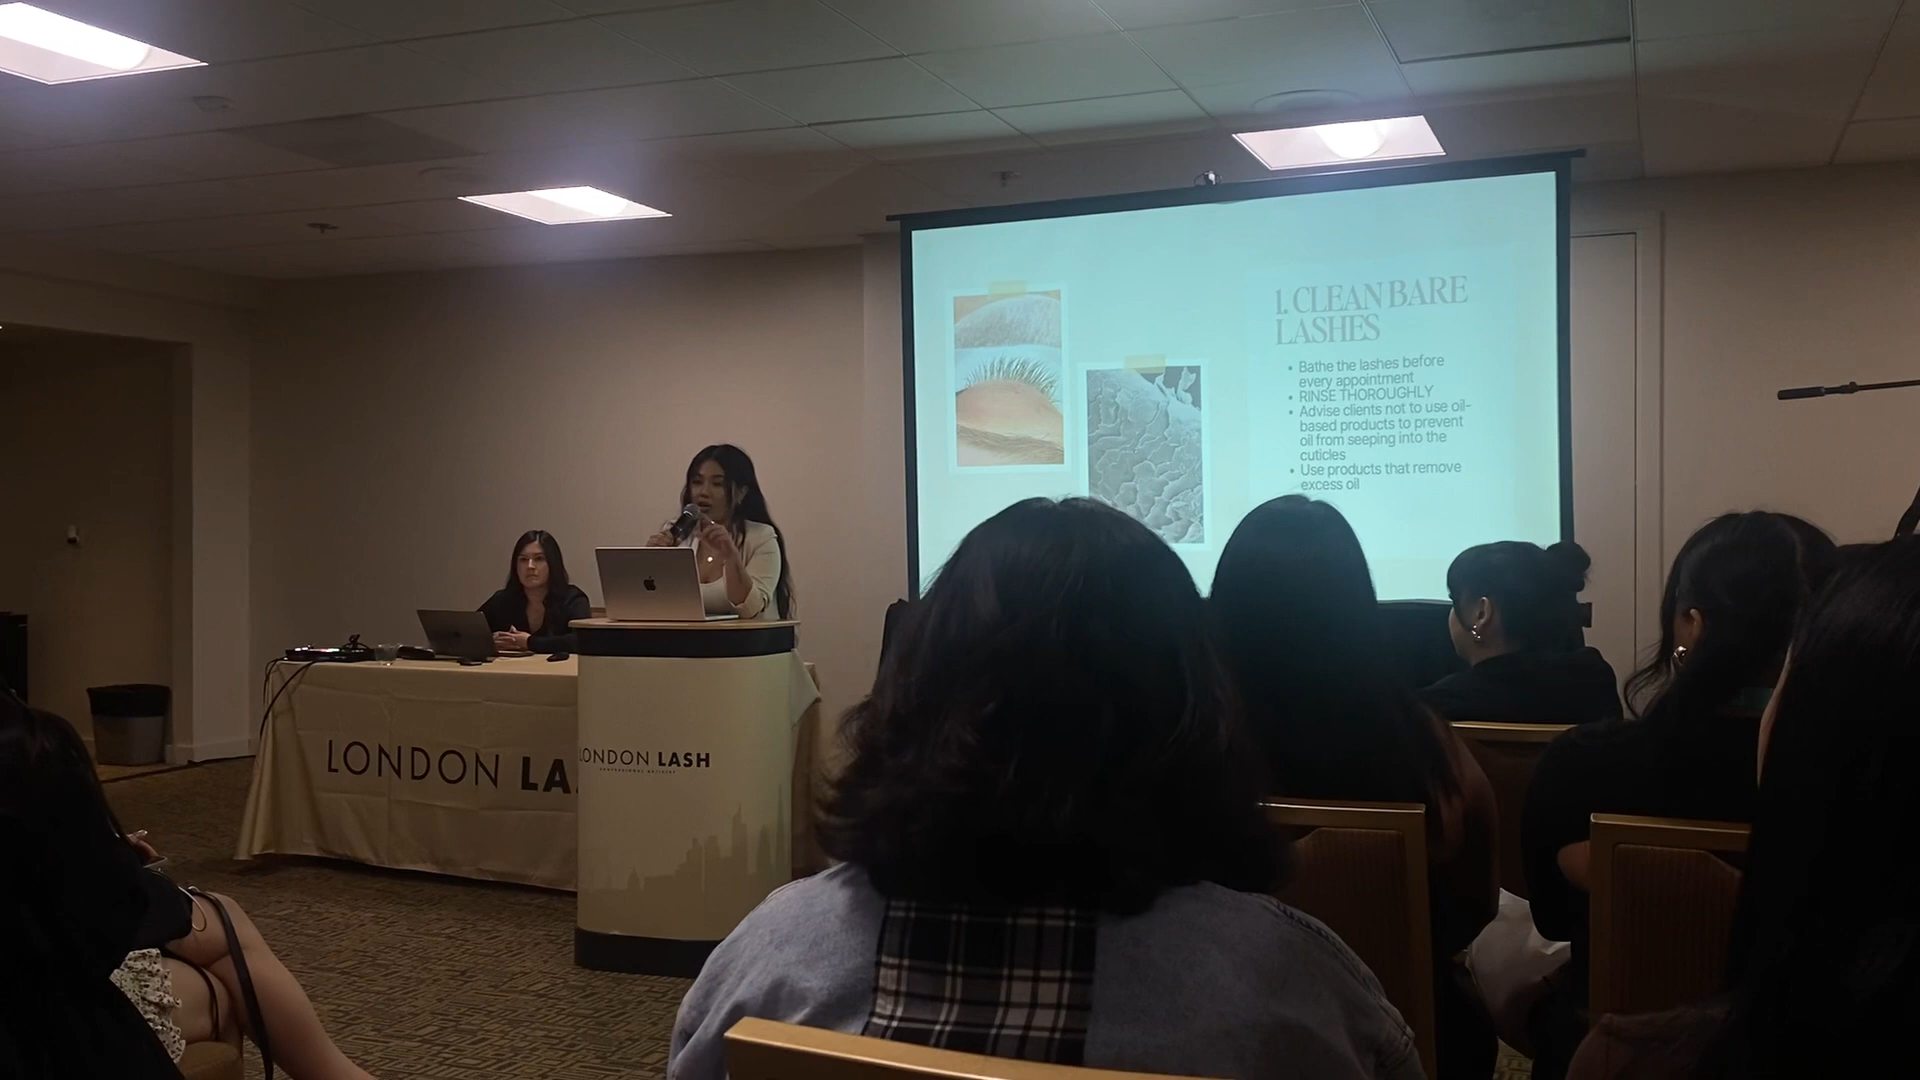 1. CLEAN BARE
LASHES
• Bathe the lashes before
every appointment
• RINSE THOROUGHLY
• Advise clients not to use oil-
based products to prevent
oil from seeping into the
cuticles
• Use products that remove
excess oil
LONDON LA
LONDON LASH